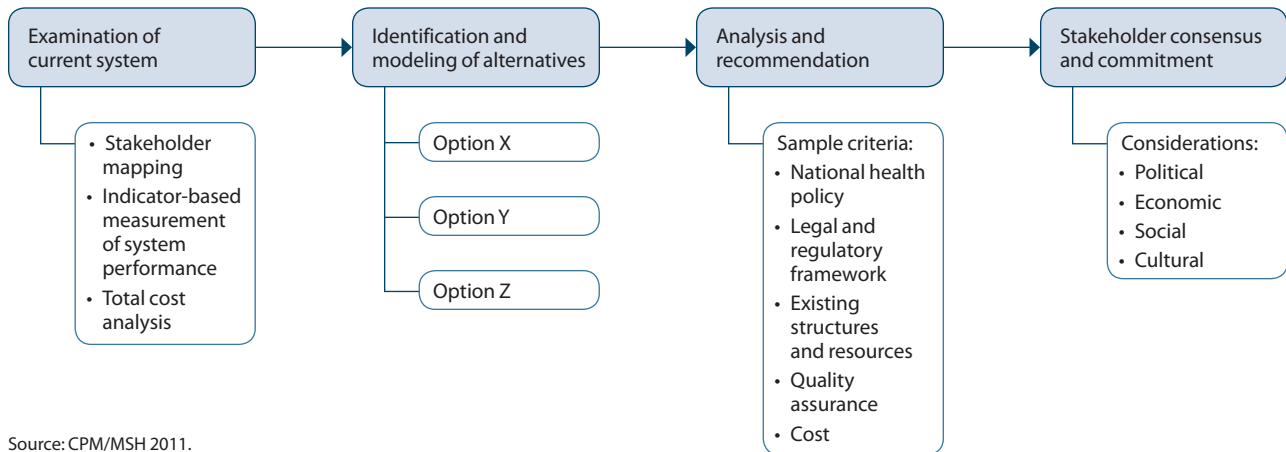 Examination of
current system
Identification and
modeling of alternatives
Analysis and
recommendation
Stakeholder consensus
and commitment
• Stakeholder
mapping
• Indicator-based
measurement
of system
performance
• Total cost
analysis
Option X
Option Y
Option Z
Sample criteria:
• National health
policy
• Legal and
regulatory
framework
• Existing
structures
and resources
• Quality
assurance
• Cost
Considerations:
• Political
• Economic
• Social
• Cultural
Source: CPM/MSH 2011.